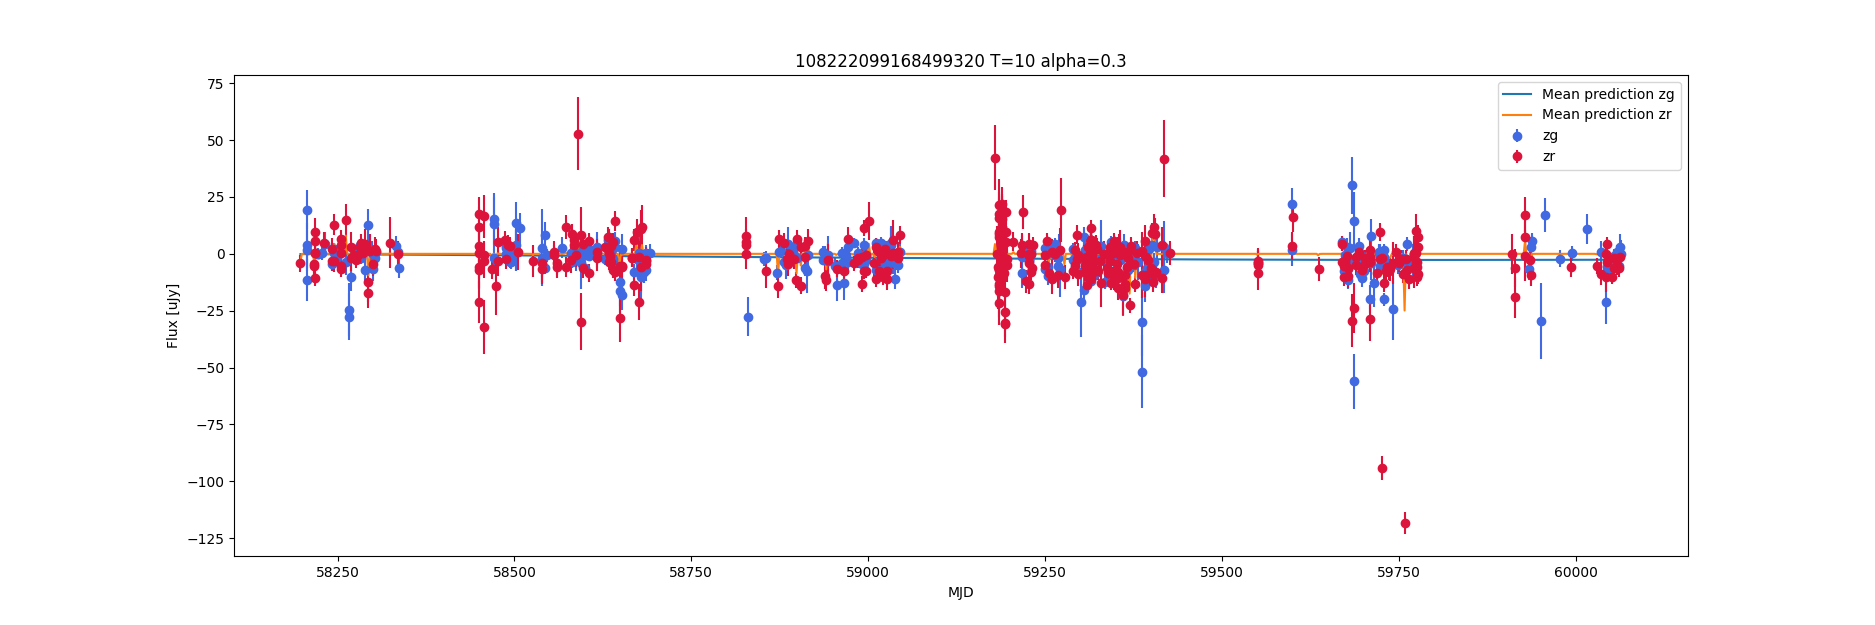 108222099168499320 T=10 alpha=0.3
75
50
25
0
−25
−50
−75
−100
−125
Flux [uJy]
Mean prediction zg
Mean prediction zr
zg
zr
58250
58500
58750
59000
59250
59500
59750
60000
MJD